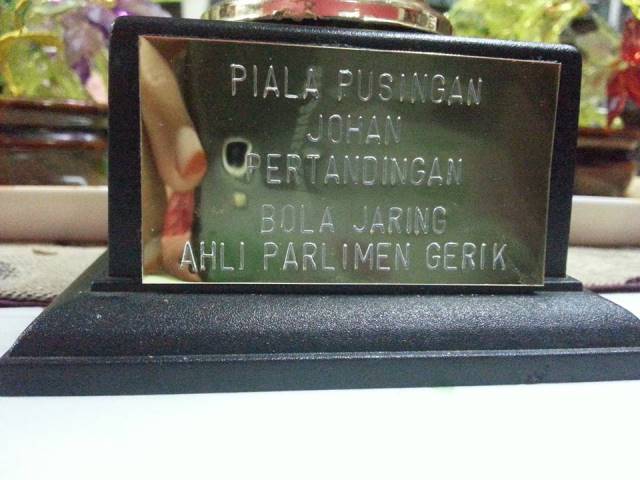 PIALA PUSINGAN
JOHAN
PERTANDINGAN
BOLA JARING
AHLI PARLIMEN GERIK